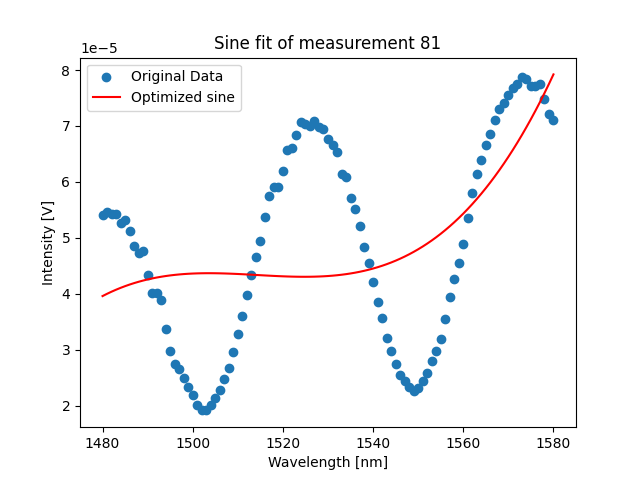 Sine fit of measurement 81
1e−5
Original Data
Optimized sine
8
7
6
5
4
3
2
Intensity [V]
1480 1500 1520 1540 1560 1580
Wavelength [nm]